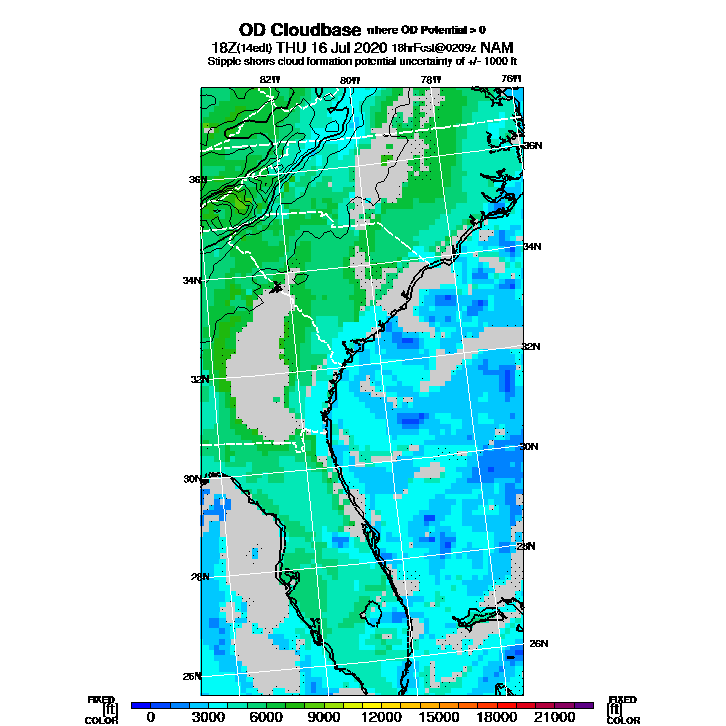 OD Cloudbase where OD Potential > 0
18Z(14edt) THU 16 Jul 2020 18hrFcst@0209z NAM
Stipple shows cloud formation potential uncertainty of +/- 1000 ft
82W 80W 78W 76W
36N
36N
34N
34N
32N
32N
30N
30N
28N
28N
26N
26N
FIXED FIXED
[ft] [ft]
COLOR COLOR
0 3000 6000 9000 12000 15000 18000 21000